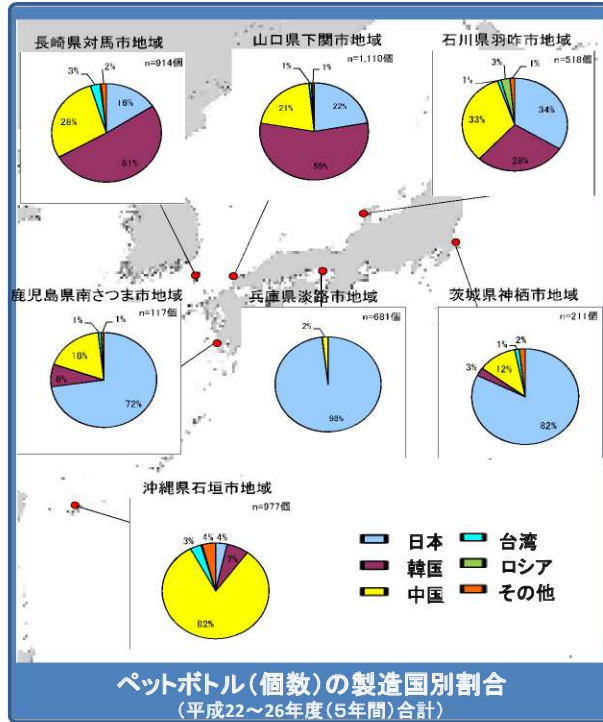 長崎県対馬市地域
n=914個
3%
2%
16%
28%
51%
山口県下関市地域
n=1,110個
1%
1%
21%
22%
55%
石川県羽咋市地域
n=518個
3%
1%
1%
34%
33%
28%
鹿児島県南さつま市地域
n=117個
1%
1%
18%
8%
72%
兵庫県淡路市地域
n=681個
2%
98%
茨城県神栖市地域
n=211個
1%
2%
3%
12%
82%
沖縄県石垣市地域
n=977個
3%
4%
4%
7%
82%
日本
台湾
韓国
ロシア
中国
その他
ペットボトル(個数)の製造国別割合
(平成22～26年度(5年間)合計)